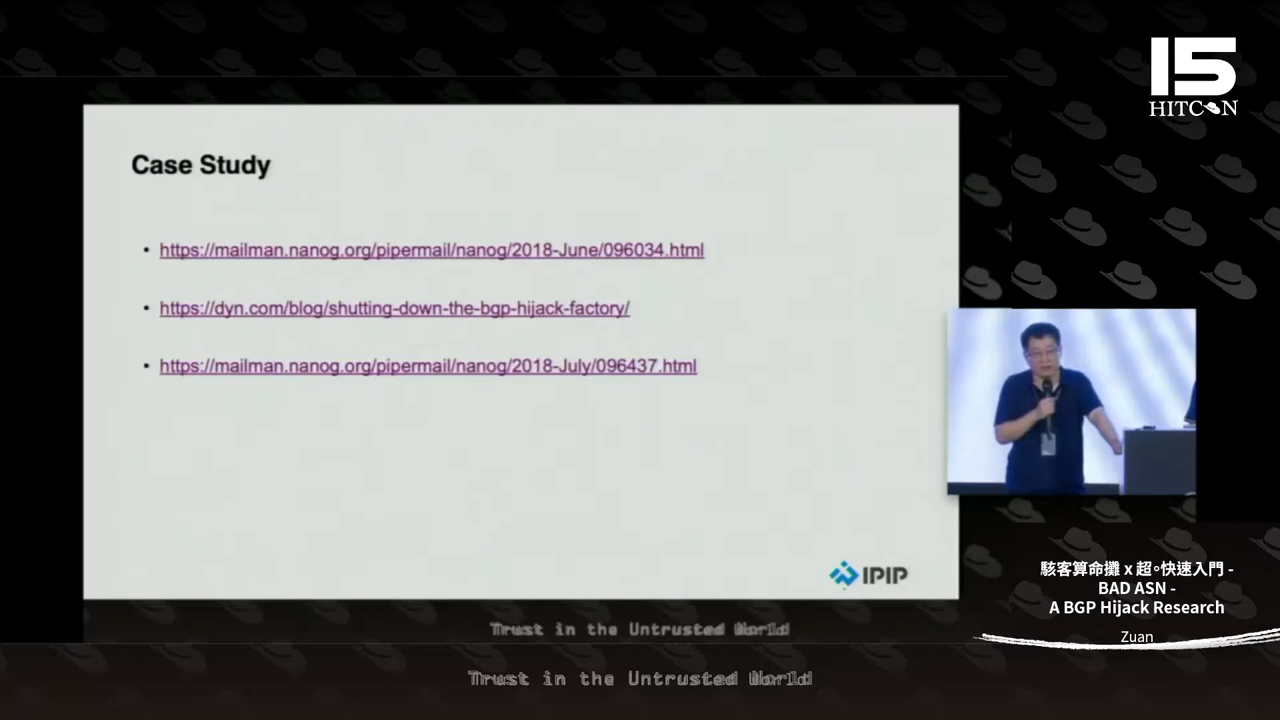 15
HITCON
Case Study
• https://mailman.nanog.org/pipermail/nanog/2018-June/096034.html
• https://dyn.com/blog/shutting-down-the-bgp-hijack-factory/
• https://mailman.nanog.org/pipermail/nanog/2018-July/096437.html
IPIP
駭客算命攤 x 超◦快速入門 -
BAD ASN -
A BGP Hijack Research
Zuan
Trust in the Untrusted World
Trust in the Untrusted World